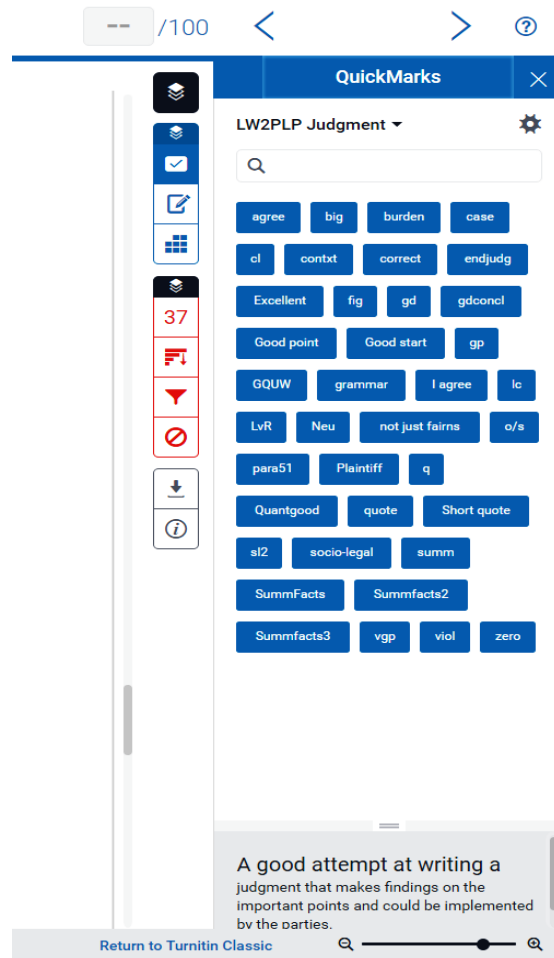 -- /100
QuickMarks
LW2PLP Judgment
agree big burden case
cl contxt correct endjudg
Excellent fig gd gdconcl
37
Good point Good start gp
GQUW grammar I agree lc
LvR Neu not just fairns o/s
para51 Plaintiff q
Quantgood quote Short quote
sl2 socio-legal summ
SummFacts Summfacts2
Summfacts3 vgp viol zero
A good attempt at writing a
judgment that makes findings on the
important points and could be implemented
by the parties.
Return to Turnitin Classic